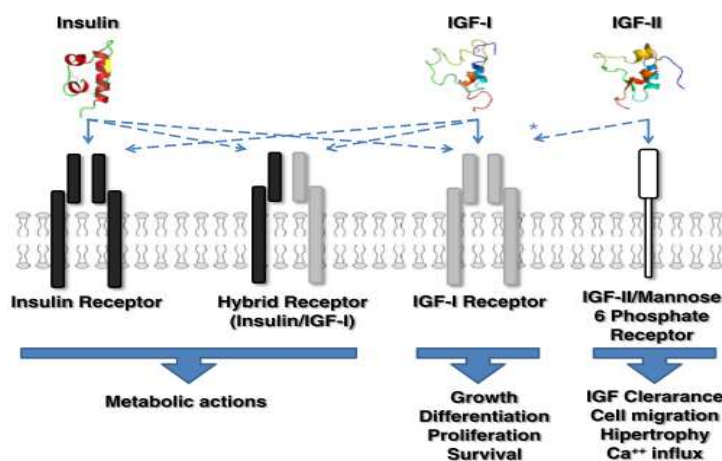 Insulin
IGF-I
IGF-II
*
Insulin Receptor
Hybrid Receptor
(Insulin/IGF-I)
IGF-I Receptor
IGF-II/Mannose
6 Phosphate
Receptor
Metabolic actions
Growth
Differentiation
Proliferation
Survival
IGF Clerarance
Cell migration
Hipertrophy
Ca⁺⁺ influx